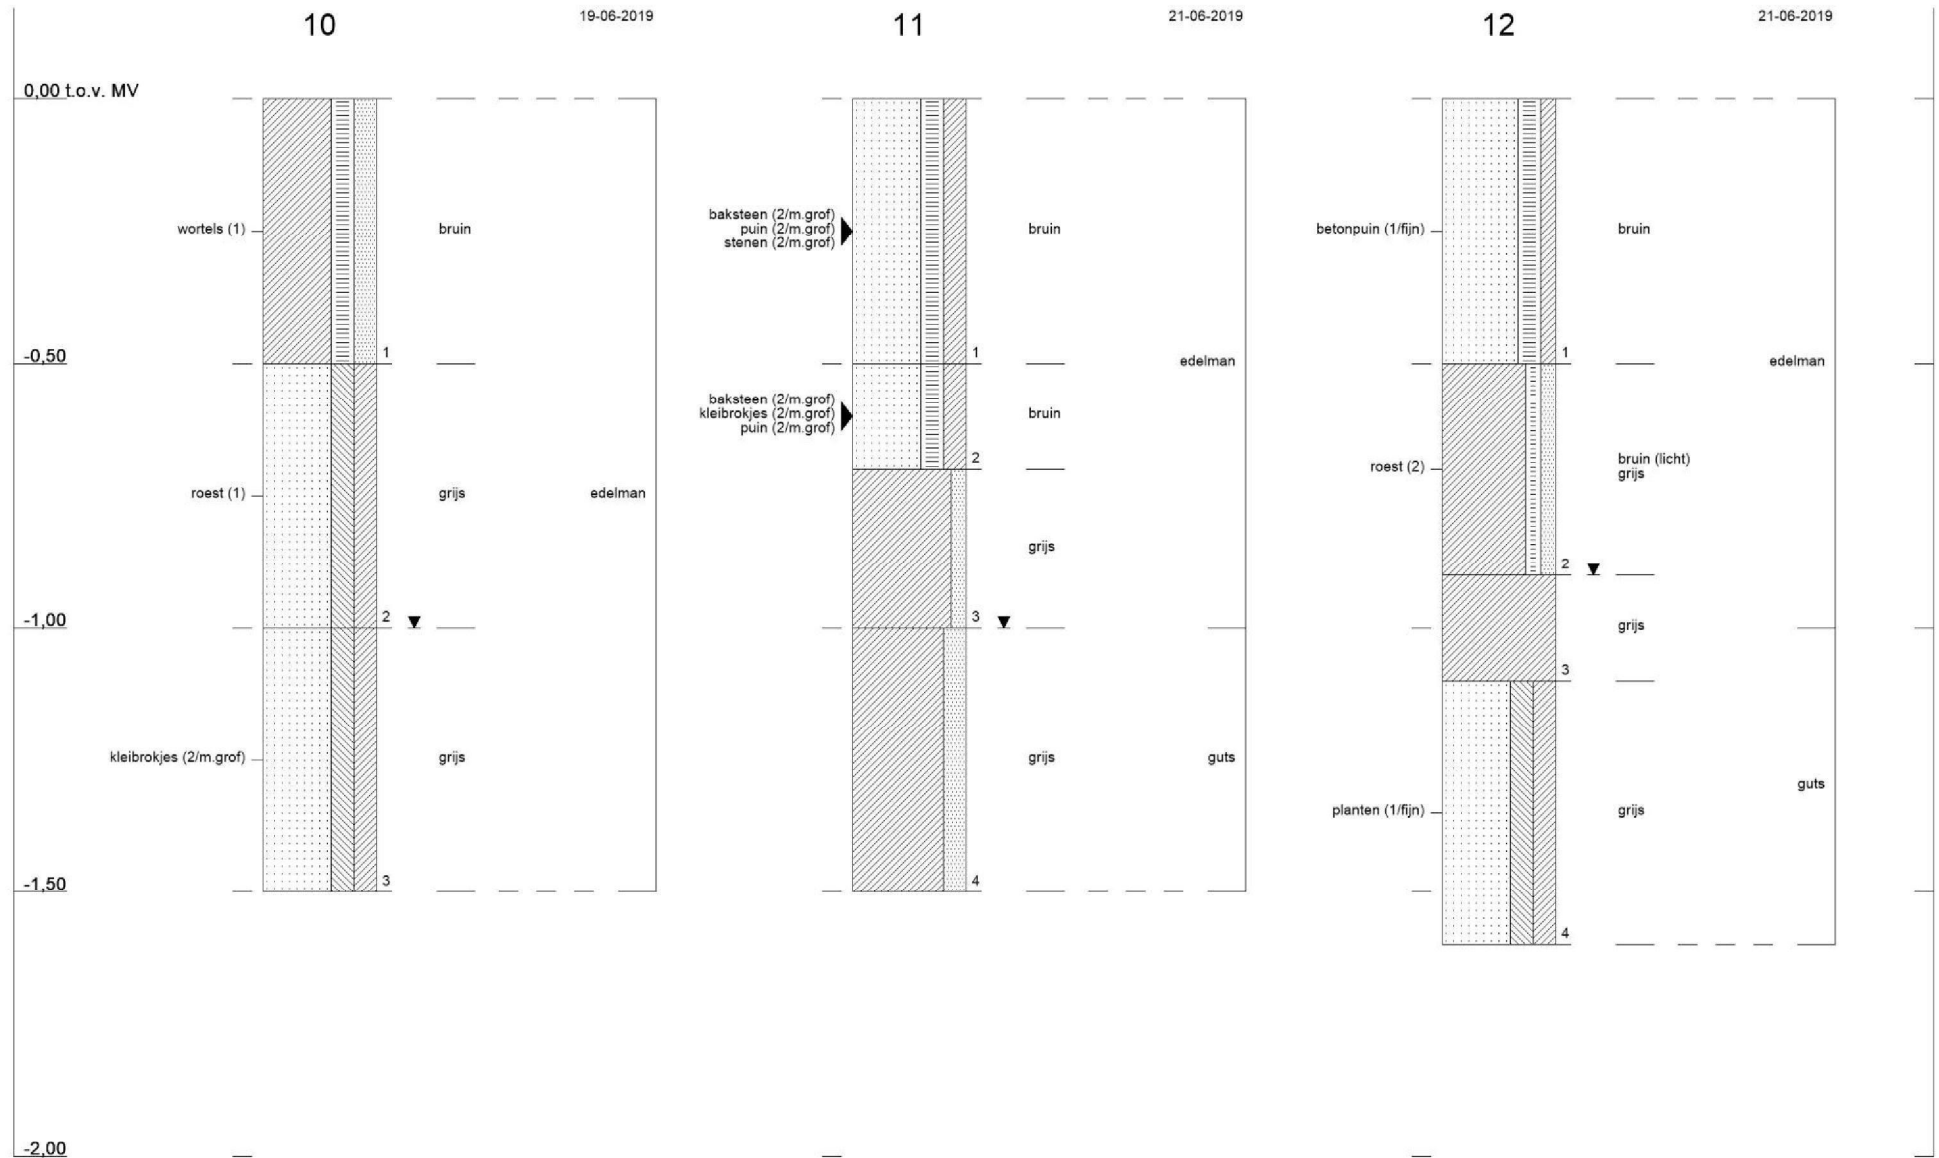 10
19-06-2019
11
21-06-2019
12
21-06-2019
0,00 t.o.v. MV
wortels (1)
bruin
baksteen (2/m.grof)
puin (2/m.grof)
stenen (2/m.grof)
bruin
betonpuin (1/fijn)
bruin
-0,50
1
1
edelman
1
edelman
baksteen (2/m.grof)
kleibrokjes (2/m.grof)
puin (2/m.grof)
bruin
2
roest (2)
bruin (licht)
grijs
roest (1)
grijs
edelman
grijs
2
-1,00
2
3
grijs
3
kleibrokjes (2/m.grof)
grijs
grijs
guts
guts
planten (1/fijn)
grijs
-1,50
3
4
4
-2,00